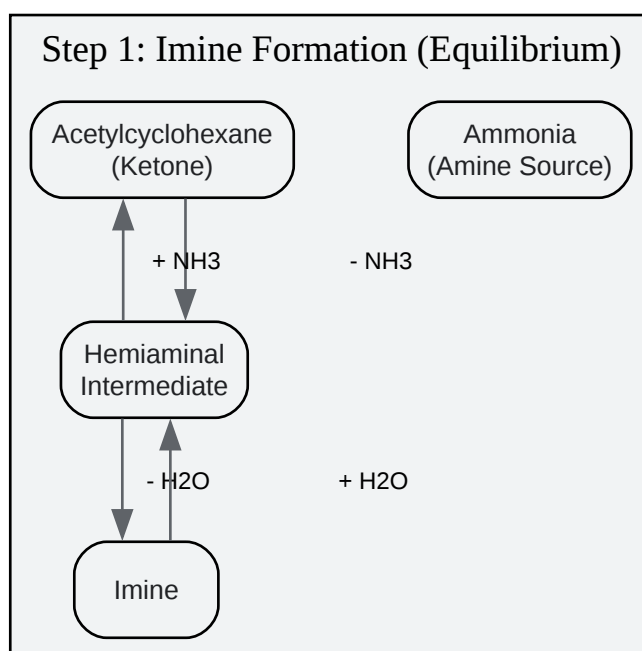 Step 1: Imine Formation (Equilibrium)
Acetylcyclohexane
(Ketone)
Ammonia
(Amine Source)
+ NH3
- NH3
Hemiaminal
Intermediate
- H2O
+ H2O
Imine